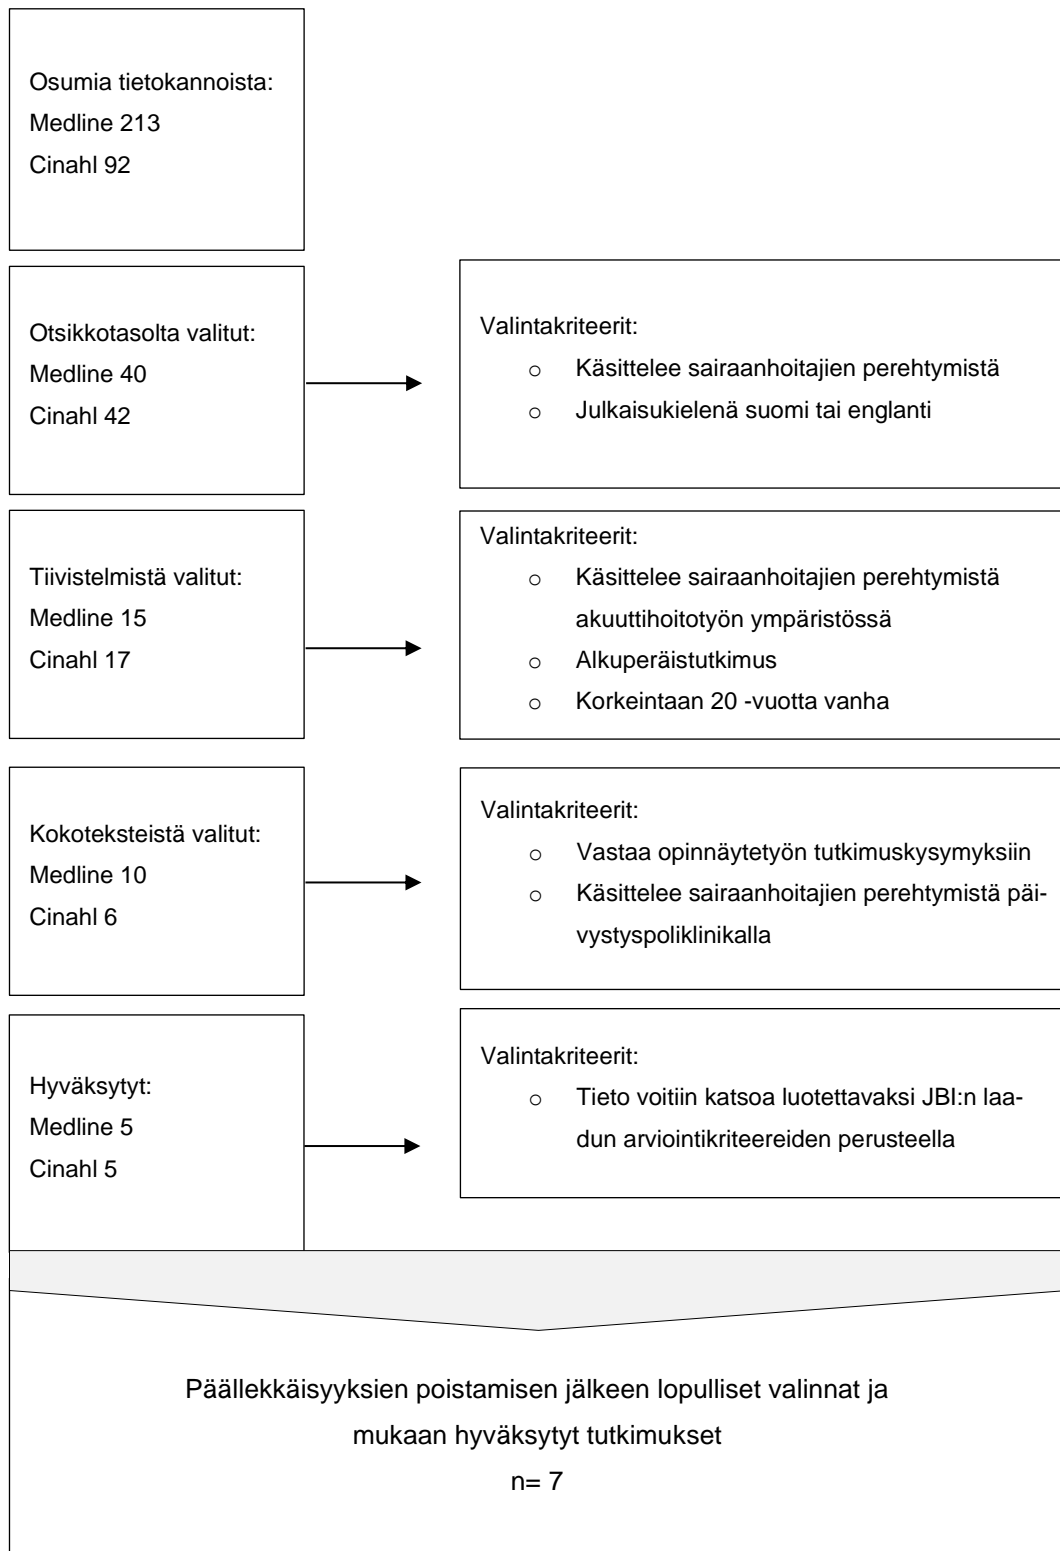 Osumia tietokannoista:
Medline 213
Cinahl 92
Otsikkotasolta valitut:
Medline 40
Cinahl 42
Valintakriteerit:
o Käsittelee sairaanhoitajien perehtymistä
o Julkaisukielenä suomi tai englanti
Tiivistelmistä valitut:
Medline 15
Cinahl 17
Valintakriteerit:
o Käsittelee sairaanhoitajien perehtymistä
akuuttihoitotyön ympäristössä
o Alkuperäistutkimus
o Korkeintaan 20 -vuotta vanha
Kokoteksteistä valitut:
Medline 10
Cinahl 6
Valintakriteerit:
o Vastaa opinnäytetyön tutkimuskysymyksiin
o Käsittelee sairaanhoitajien perehtymistä päi-
vystyspoliklinikalla
Hyväksytyt:
Medline 5
Cinahl 5
Valintakriteerit:
o Tieto voitiin katsoa luotettavaksi JBI:n laa-
dun arviointikriteereiden perusteella
Päällekkäisyyksien poistamisen jälkeen lopulliset valinnat ja
mukaan hyväksytyt tutkimukset
n= 7